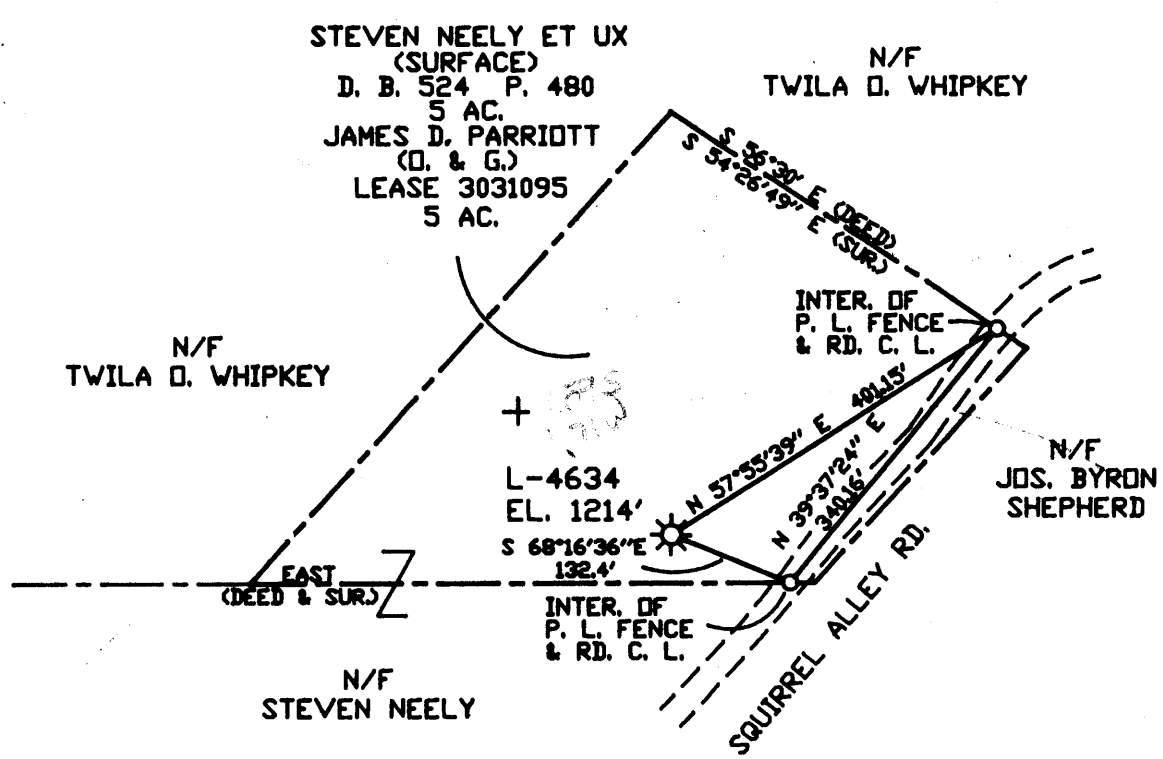 STEVEN NEELY ET UX
(SURFACE)
D. B. 524 P. 480
5 AC.
JAMES D. PARRIOTT
(O. & G.)
LEASE 3031095
5 AC.
N/F
TWILA O. WHIPKEY
S 56°30' E (DEED)
S 54°26'49" E (SUR.)
INTER. OF
P. L. FENCE
& RD. C. L.
N/F
TWILA O. WHIPKEY
N 57°55'39" E 401.15'
N 39°37'24" E
340.16'
N/F
JOS. BYRON
SHEPHERD
L-4634
EL. 1214'
S 68°16'36"E
132.4'
EAST
(DEED & SUR.)
INTER. OF
P. L. FENCE
& RD. C. L.
SQUIRREL ALLEY RD.
N/F
STEVEN NEELY